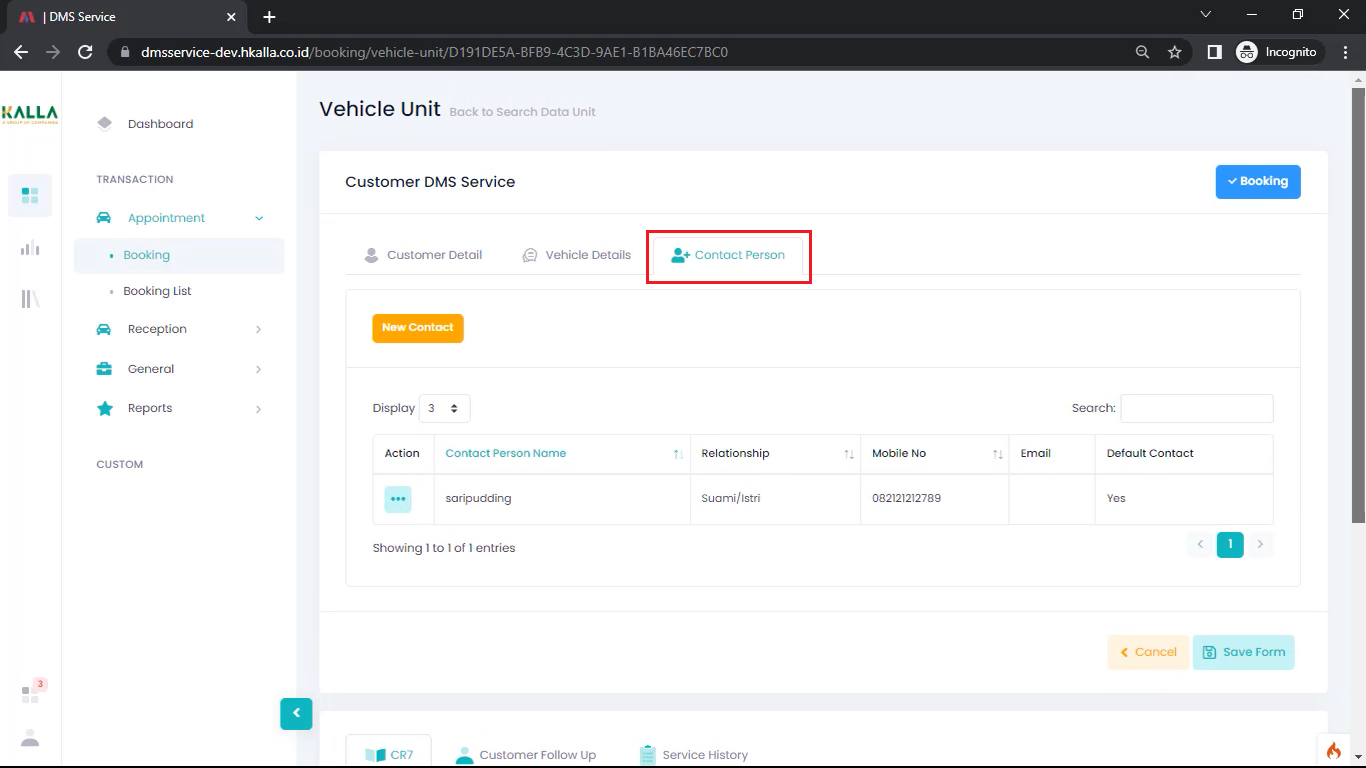 | DMS Service
dmsservice-dev.hkalla.co.id/booking/vehicle-unit/D191DE5A-BFB9-4C3D-9AE1-B1BA46EC7BC0
Incognito
KALLA
Dashboard
TRANSACTION
Appointment
Booking
Booking List
Reception
General
Reports
CUSTOM
3
Vehicle Unit Back to Search Data Unit
Customer DMS Service
Booking
Customer Detail Vehicle Details Contact Person
New Contact
Display 3 Search:
Action Contact Person Name Relationship Mobile No Email Default Contact
saripudding Suami/Istri 082121212789 Yes
Showing 1 to 1 of 1 entries
1
Cancel Save Form
CR7 Customer Follow Up Service History